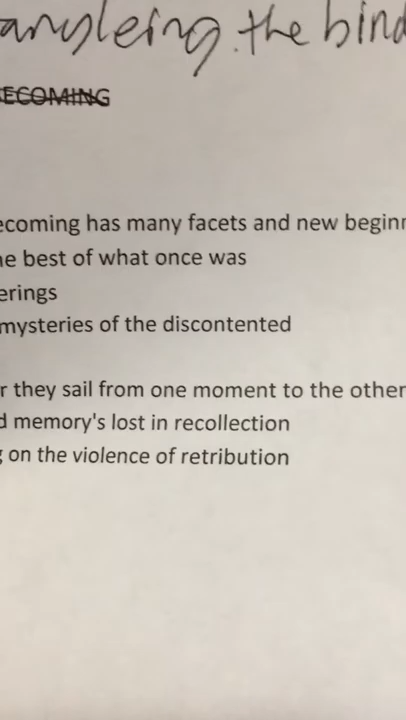 angleing the bind
ECOMING
ecoming has many facets and new beginn
he best of what once was
erings
mysteries of the discontented
r they sail from one moment to the other
d memory's lost in recollection
g on the violence of retribution